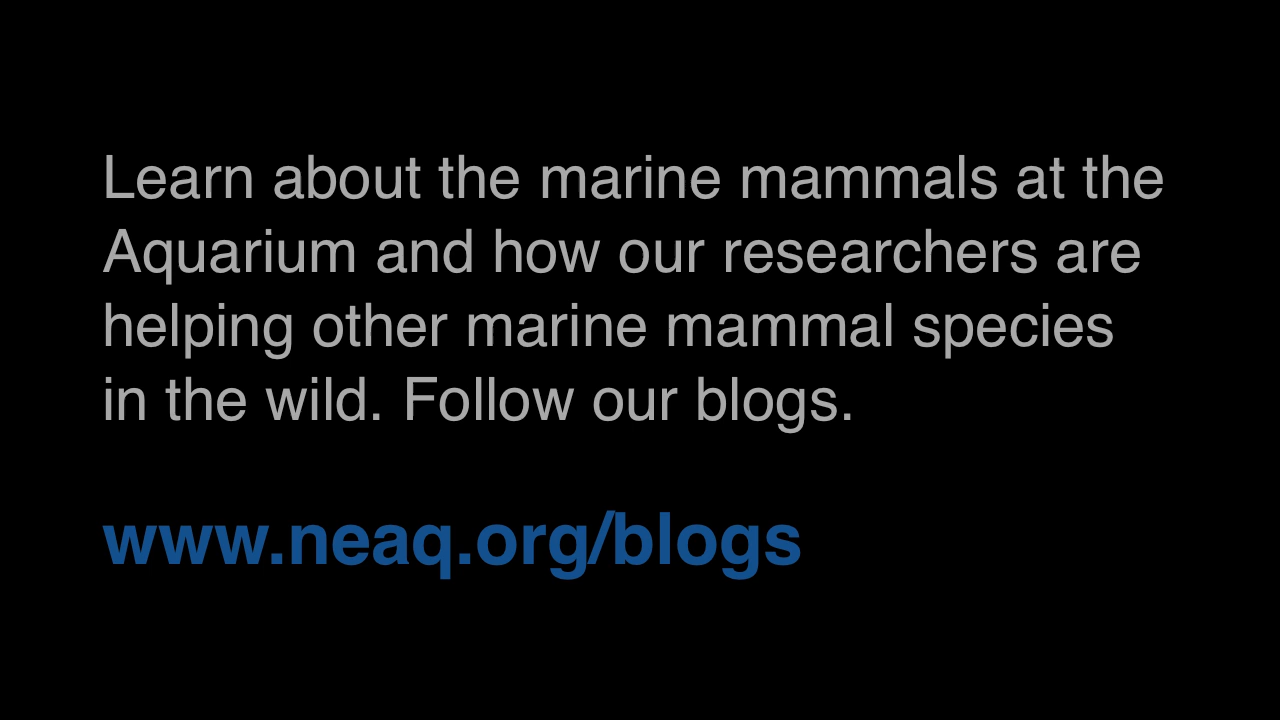 Learn about the marine mammals at the
Aquarium and how our researchers are
helping other marine mammal species
in the wild. Follow our blogs.
www.neaq.org/blogs